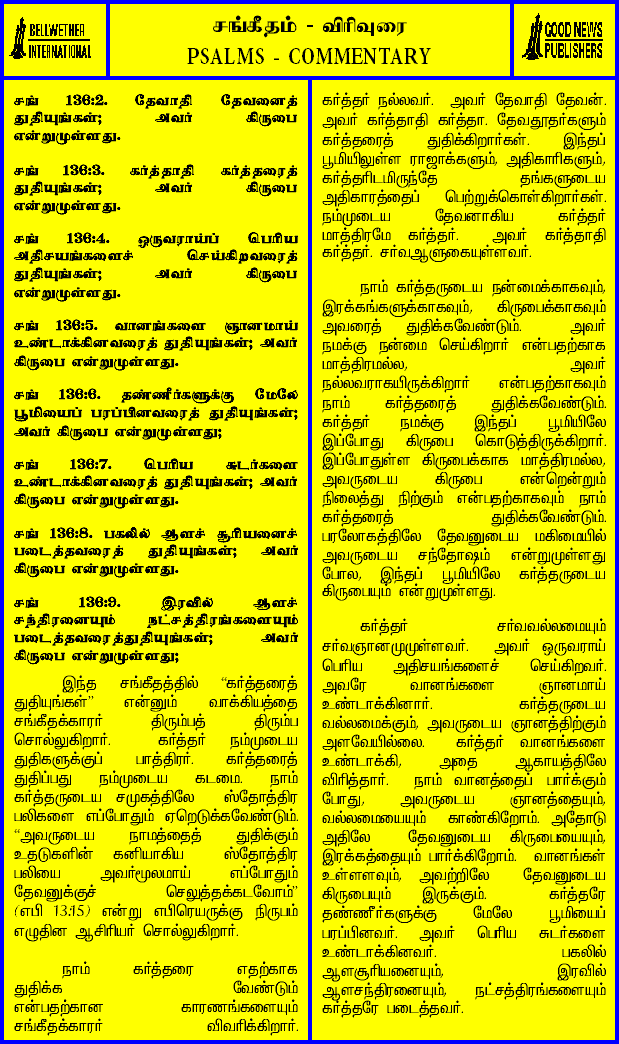 BELLWETHER
INTERNATIONAL
சங்கீதம் - விரிவுரை
PSALMS - COMMENTARY
GOOD NEWS
PUBLISHERS
சங் 136:2. தேவாதி தேவனைத்
துதியுங்கள்; அவர் கிருபை
என்றுமுள்ளது.
சங் 136:3. கர்த்தாதி கர்த்தரைத்
துதியுங்கள்; அவர் கிருபை
என்றுமுள்ளது.
சங் 136:4. ஒருவராய்ப் பெரிய
அதிசயங்களைச் செய்கிறவரைத்
துதியுங்கள்; அவர் கிருபை
என்றுமுள்ளது.
சங் 136:5. வானங்களை ஞானமாய்
உண்டாக்கினவரைத் துதியுங்கள்; அவர்
கிருபை என்றுமுள்ளது.
சங் 136:6. தண்ணீர்களுக்கு மேலே
பூமியைப் பரப்பினவரைத் துதியுங்கள்;
அவர் கிருபை என்றுமுள்ளது;
சங் 136:7. பெரிய சுடர்களை
உண்டாக்கினவரைத் துதியுங்கள்; அவர்
கிருபை என்றுமுள்ளது.
சங் 136:8. பகலில் ஆளச் சூரியனைச்
படைத்தவரைத் துதியுங்கள்; அவர்
கிருபை என்றுமுள்ளது.
சங் 136:9. இரவில் ஆளச்
சந்திரனையும் நட்சத்திரங்களையும்
படைத்தவரைத்துதியுங்கள்; அவர்
கிருபை என்றுமுள்ளது;
இந்த சங்கீதத்தில் “கர்த்தரைத்
துதியுங்கள்” என்னும் வாக்கியத்தை
சங்கீதக்காரர் திரும்பத் திரும்ப
சொல்லுகிறார். கர்த்தர் நம்முடைய
துதிகளுக்குப் பாத்திரர். கர்த்தரைத்
துதிப்பது நம்முடைய கடமை. நாம்
கர்த்தருடைய சமுகத்திலே ஸ்தோத்திர
பலிகளை எப்போதும் ஏறெடுக்கவேண்டும்.
“அவருடைய நாமத்தைத் துதிக்கும்
உதடுகளின் கனியாகிய ஸ்தோத்திர
பலியை அவர்மூலமாய் எப்போதும்
தேவனுக்குச் செலுத்தக்கடவோம்”
(எபி 13:15) என்று எபிரெயருக்கு நிருபம்
எழுதின ஆசிரியர் சொல்லுகிறார்.
நாம் கர்த்தரை எதற்காக
துதிக்க வேண்டும்
என்பதற்கான காரணங்களையும்
சங்கீதக்காரர் விவரிக்கிறார்.
கர்த்தர் நல்லவர். அவர் தேவாதி தேவன்.
அவர் கர்த்தாதி கர்த்தா. தேவதூதர்களும்
கர்த்தரைத் துதிக்கிறார்கள். இந்தப்
பூமியிலுள்ள ராஜாக்களும், அதிகாரிகளும்,
கர்த்தரிடமிருந்தே தங்களுடைய
அதிகாரத்தைப் பெற்றுக்கொள்கிறார்கள்.
நம்முடைய தேவனாகிய கர்த்தர்
மாத்திரமே கர்த்தர். அவர் கர்த்தாதி
கர்த்தர். சர்வஆளுகையுள்ளவர்.
நாம் கர்த்தருடைய நன்மைக்காகவும்,
இரக்கங்களுக்காகவும், கிருபைக்காகவும்
அவரைத் துதிக்கவேண்டும். அவர்
நமக்கு நன்மை செய்கிறார் என்பதற்காக
மாத்திரமல்ல, அவர்
நல்லவராகயிருக்கிறார் என்பதற்காகவும்
நாம் கர்த்தரைத் துதிக்கவேண்டும்.
கர்த்தர் நமக்கு இந்தப் பூமியிலே
இப்போது கிருபை கொடுத்திருக்கிறார்.
இப்போதுள்ள கிருபைக்காக மாத்திரமல்ல,
அவருடைய கிருபை என்றென்றும்
நிலைத்து நிற்கும் என்பதற்காகவும் நாம்
கர்த்தரைத் துதிக்கவேண்டும்.
பரலோகத்திலே தேவனுடைய மகிமையில்
அவருடைய சந்தோஷம் என்றுமுள்ளது
போல, இந்தப் பூமியிலே கர்த்தருடைய
கிருபையும் என்றுமுள்ளது.
கர்த்தர் சர்வவல்லமையும்
சர்வஞானமுமுள்ளவர். அவர் ஒருவராய்
பெரிய அதிசயங்களைச் செய்கிறவர்.
அவரே வானங்களை ஞானமாய்
உண்டாக்கினார். கர்த்தருடைய
வல்லமைக்கும், அவருடைய ஞானத்திற்கும்
அளவேயில்லை. கர்த்தர் வானங்களை
உண்டாக்கி, அதை ஆகாயத்திலே
விரித்தார். நாம் வானத்தைப் பார்க்கும்
போது, அவருடைய ஞானத்தையும்,
வல்லமையையும் காண்கிறோம். அதோடு
அதிலே தேவனுடைய கிருபையையும்,
இரக்கத்தையும் பார்க்கிறோம். வானங்கள்
உள்ளளவும், அவற்றிலே தேவனுடைய
கிருபையும் இருக்கும். கர்த்தரே
தண்ணீர்களுக்கு மேலே பூமியைப்
பரப்பினவர். அவர் பெரிய சுடர்களை
உண்டாக்கினவர். பகலில்
ஆளசூரியனையும், இரவில்
ஆளசந்திரனையும், நட்சத்திரங்களையும்
கர்த்தரே படைத்தவர்.